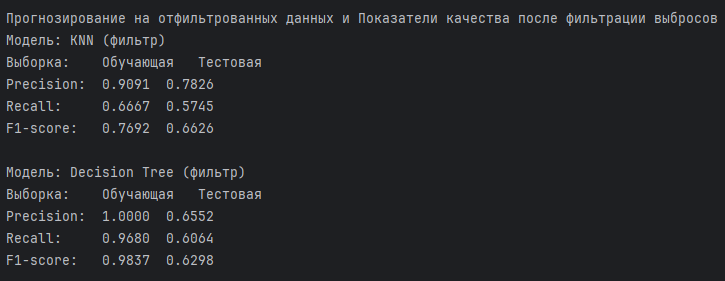 Прогнозирование на отфильтрованных данных и Показатели качества после фильтрации выбросов
Модель: KNN (фильтр)
Выборка:    Обучающая   Тестовая
Precision:  0.9091  0.7826
Recall:     0.6667  0.5745
F1-score:   0.7692  0.6626

Модель: Decision Tree (фильтр)
Выборка:    Обучающая   Тестовая
Precision:  1.0000  0.6552
Recall:     0.9680  0.6064
F1-score:   0.9837  0.6298